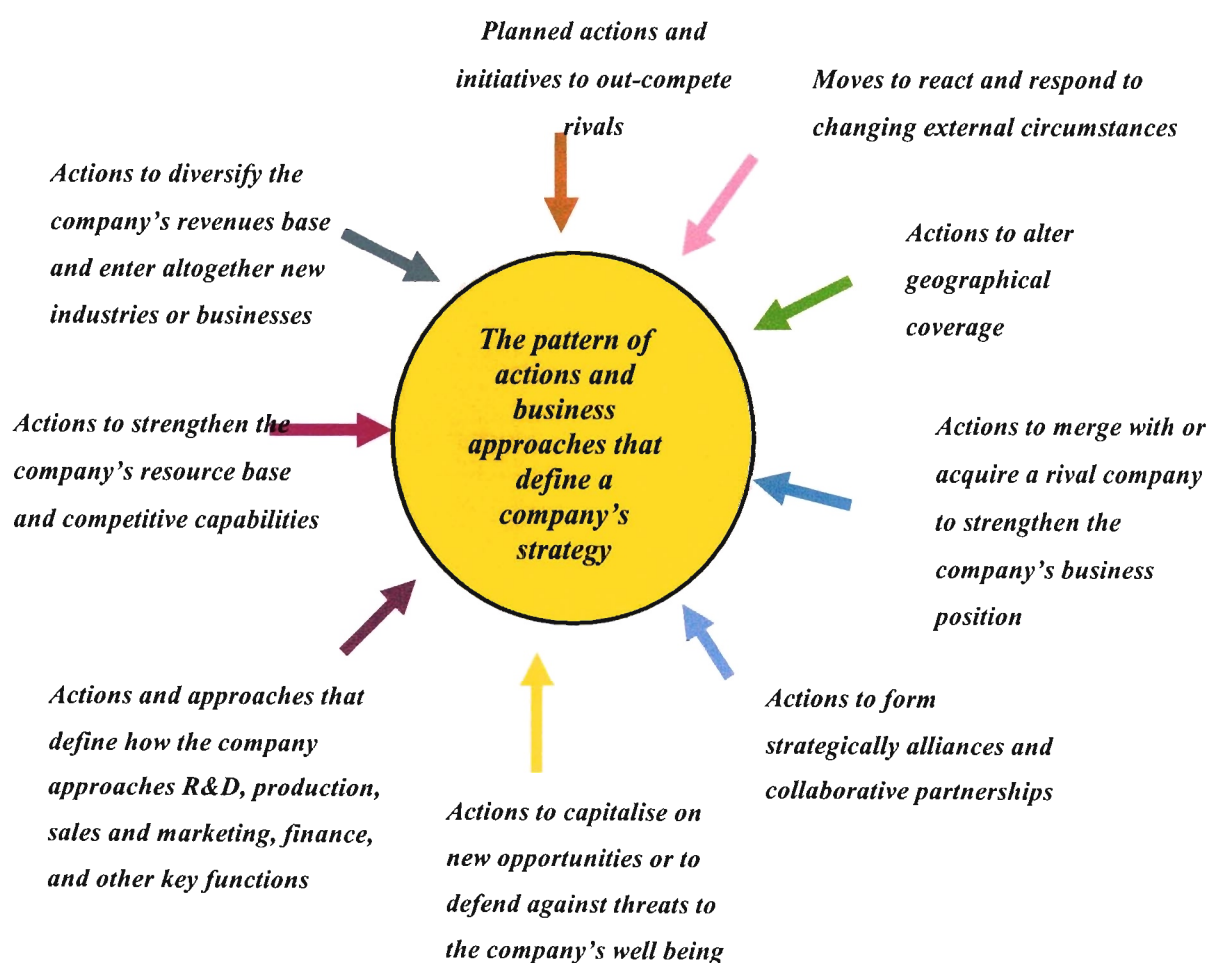 Planned actions and
initiatives to out-compete
rivals
Moves to react and respond to
changing external circumstances
Actions to alter
geographical
coverage
Actions to merge with or
acquire a rival company
to strengthen the
company's business
position
Actions to form
strategically alliances and
collaborative partnerships
Actions to capitalise on
new opportunities or to
defend against threats to
the company's well being
Actions and approaches that
define how the company
approaches R&D, production,
sales and marketing, finance,
and other key functions
Actions to strengthen the
company's resource base
and competitive capabilities
Actions to diversify the
company's revenues base
and enter altogether new
industries or businesses
The pattern of
actions and
business
approaches that
define a
company's
strategy